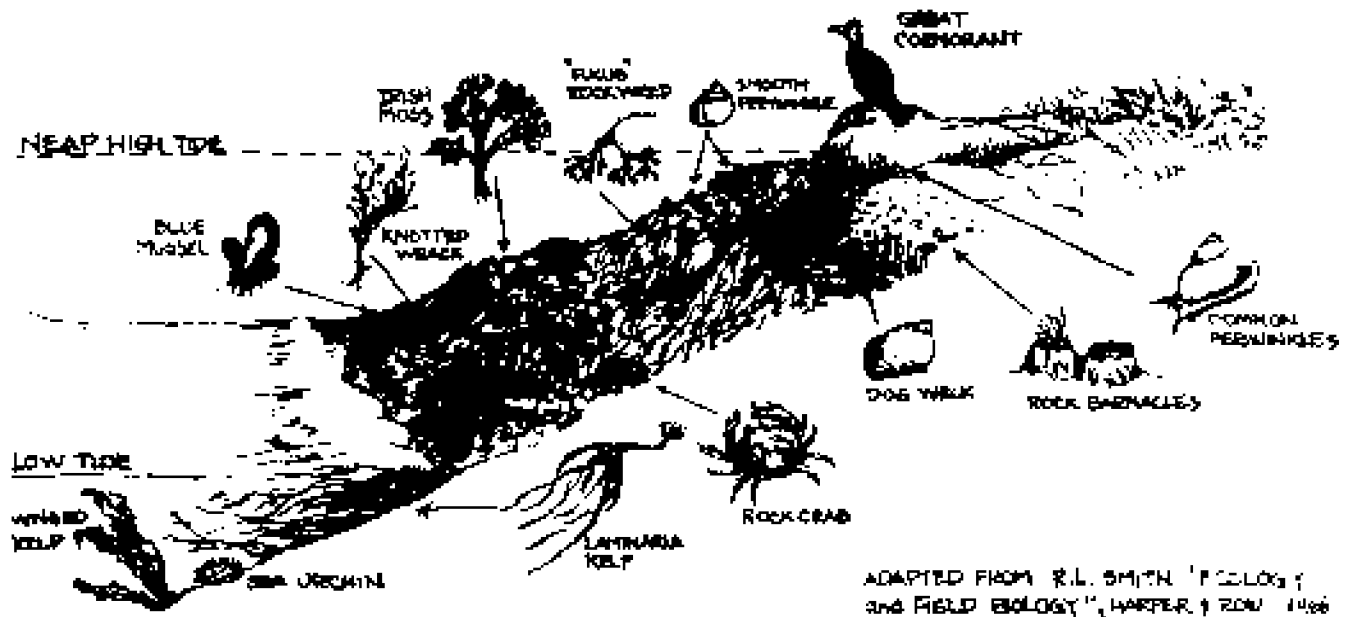 GREAT
CORMORANT
IRISH
MOSS
ROCKWEED
SMOOTH
PERIWINKLE
NEAP HIGH TIDE
BLUE
MUSSEL
KNOTTED
WRACK
COMMON
PERIWINKLES
DOG WELK
ROCK BARNACLES
LOW TIDE
WINGED
KELP
SEA URCHIN
LAMINARIA
KELP
ROCK CRAB
ADAPTED FROM R.L. SMITH "ECOLOGY
and FIELD BIOLOGY", HARPER & ROW